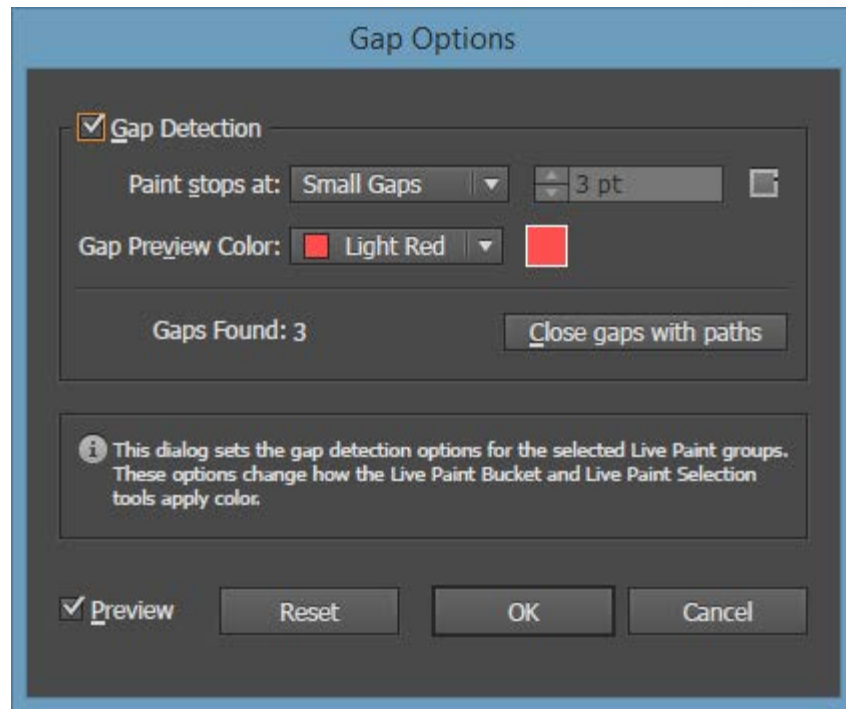 Gap Options
Gap Detection
Paint stops at: Small Gaps 3 pt
Gap Preview Color: Light Red
Gaps Found: 3 Close gaps with paths
This dialog sets the gap detection options for the selected Live Paint groups.
These options change how the Live Paint Bucket and Live Paint Selection
tools apply color.
Preview Reset OK Cancel